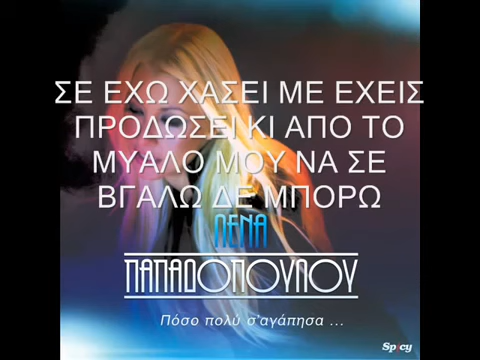 ΣΕ ΕΧΩ ΧΑΣΕΙ ΜΕ ΕΧΕΙΣ
ΠΡΟΔΩΣΕΙ ΚΙ ΑΠΟ ΤΟ
ΜΥΑΛΟ ΜΟΥ ΝΑ ΣΕ
ΒΓΑΛΩ ΔΕ ΜΠΟΡΩ
ΛΕΝΑ
ΠΑΠΑΔΟΠΟΥΛΟΥ
Πόσο πολύ σ'αγάπησα ...
Spicy